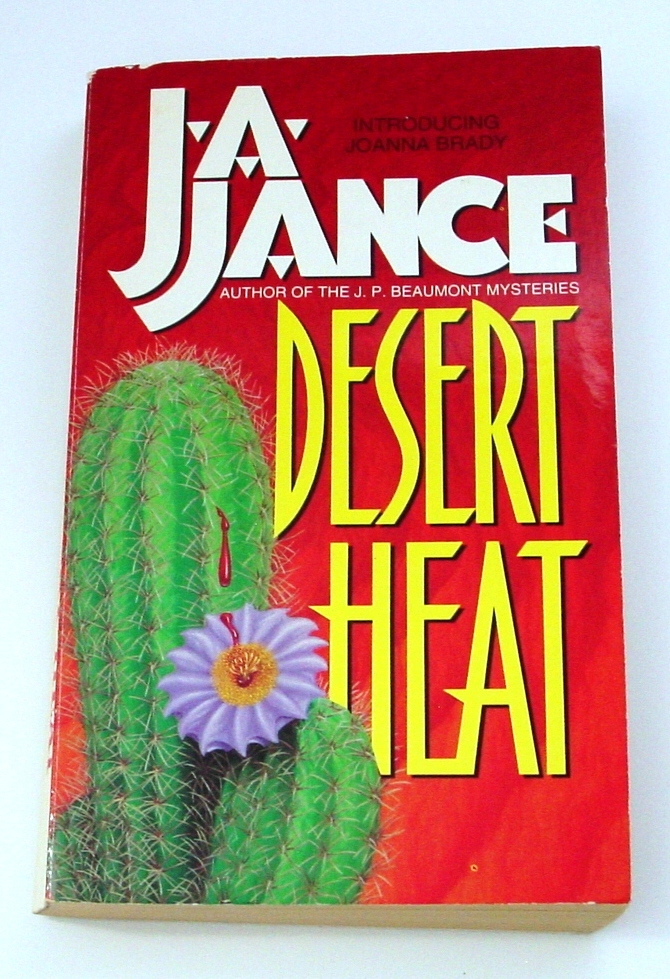 J.A.
INTRODUCING
JOANNA BRADY
JANCE
AUTHOR OF THE J. P. BEAUMONT MYSTERIES
DESERT
HEAT